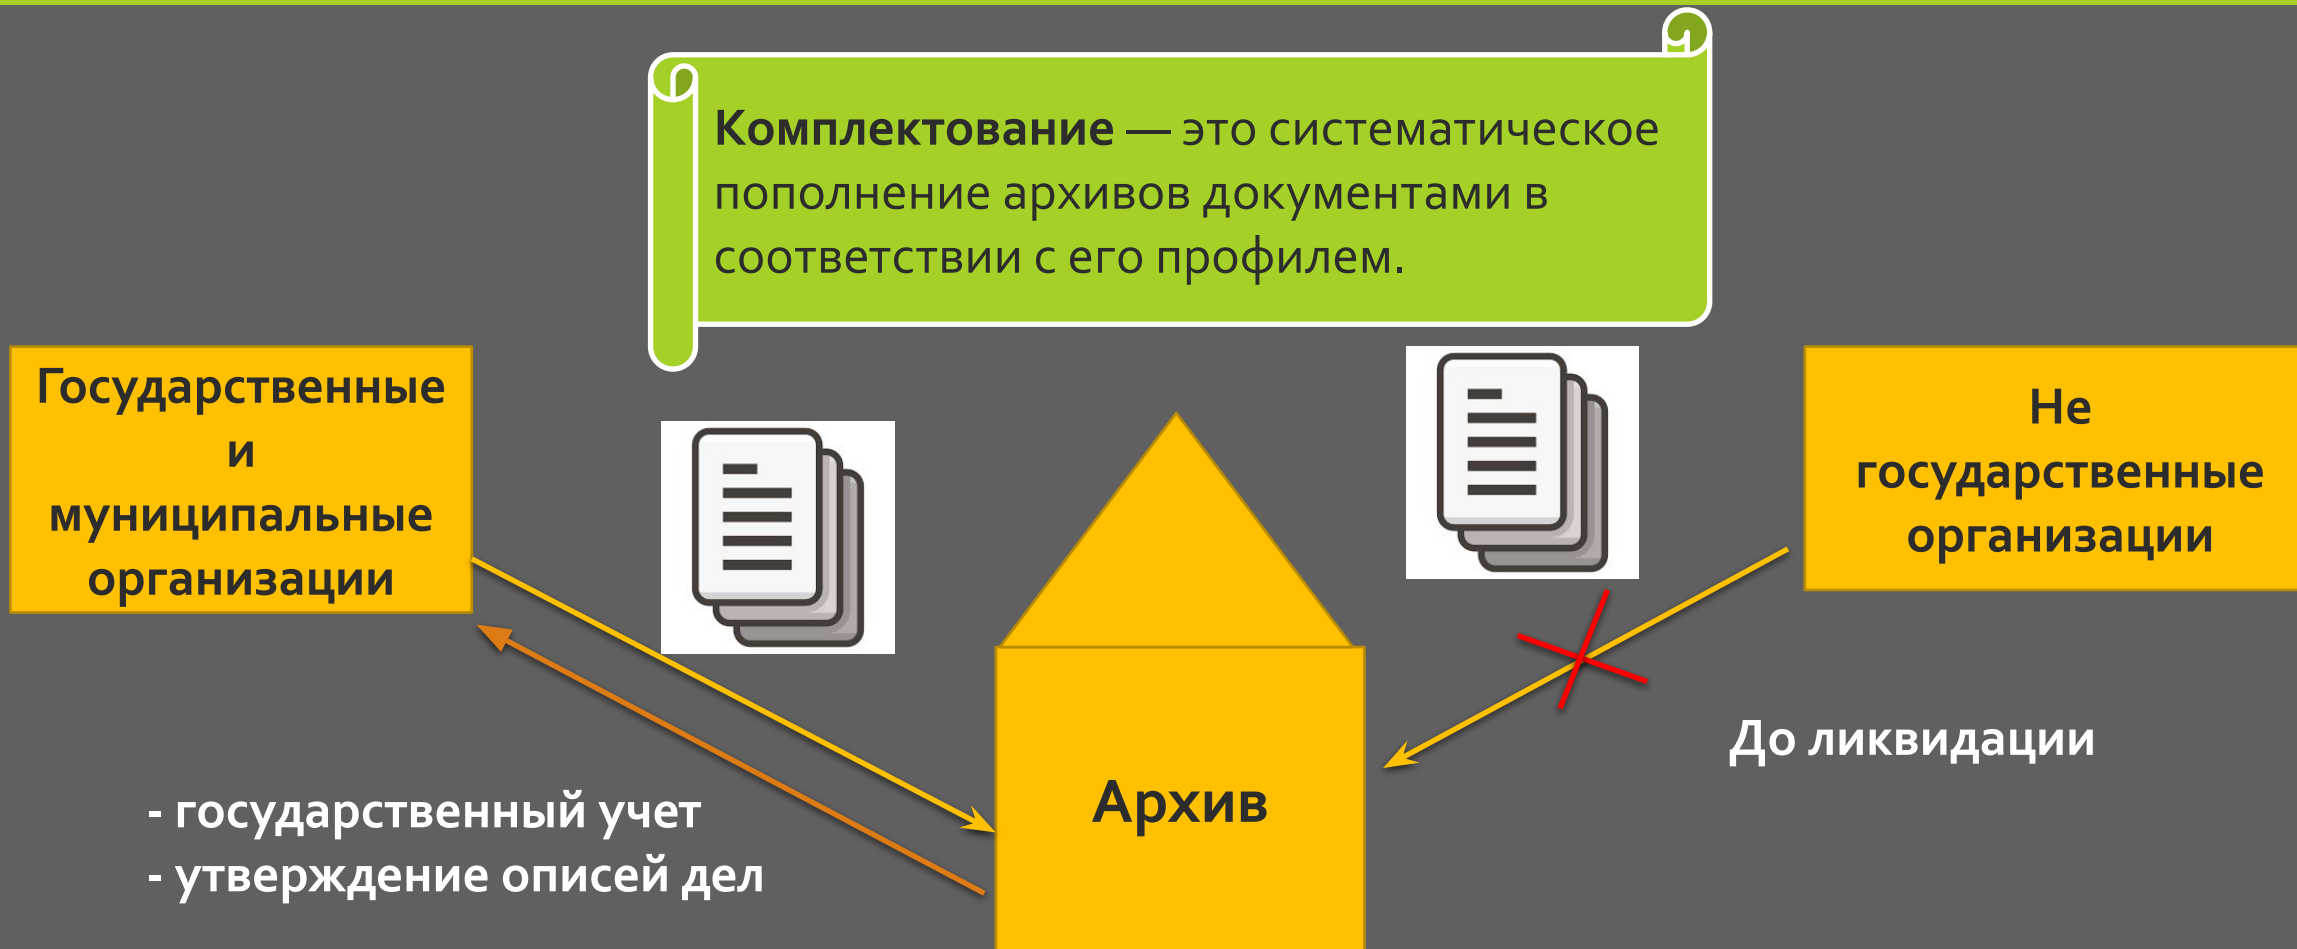 Комплектование — это систематическое
пополнение архивов документами в
соответствии с его профилем.
Государственные
и
муниципальные
организации
Не
государственные
организации
До ликвидации
Архив
- государственный учет
- утверждение описей дел